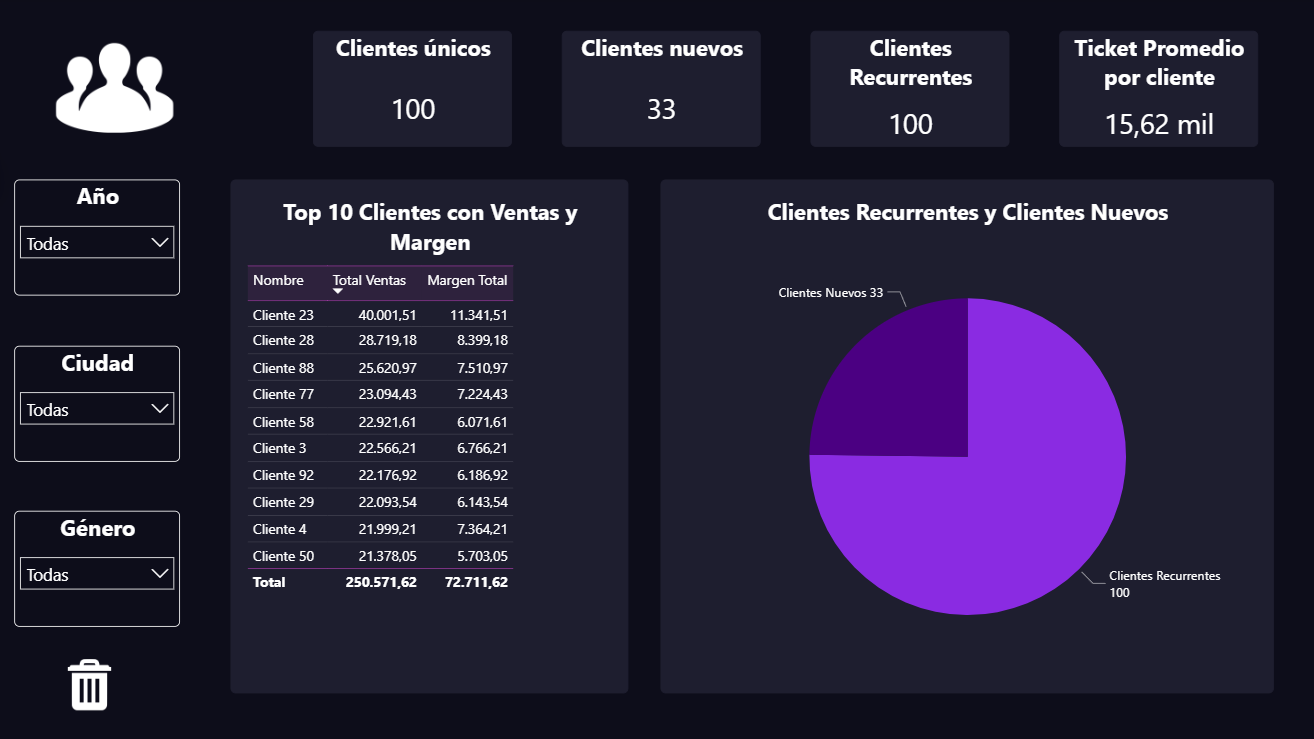 Clientes únicos
100
Clientes nuevos
33
Clientes
Recurrentes
100
Ticket Promedio
por cliente
15,62 mil
Año
Todas
Ciudad
Todas
Género
Todas
Top 10 Clientes con Ventas y
Margen
Nombre Total Ventas Margen Total
Cliente 23 40.001,51 11.341,51
Cliente 28 28.719,18 8.399,18
Cliente 88 25.620,97 7.510,97
Cliente 77 23.094,43 7.224,43
Cliente 58 22.921,61 6.071,61
Cliente 3 22.566,21 6.766,21
Cliente 92 22.176,92 6.186,92
Cliente 29 22.093,54 6.143,54
Cliente 4 21.999,21 7.364,21
Cliente 50 21.378,05 5.703,05
Total 250.571,62 72.711,62
Clientes Recurrentes y Clientes Nuevos
Clientes Nuevos 33
Clientes Recurrentes
100